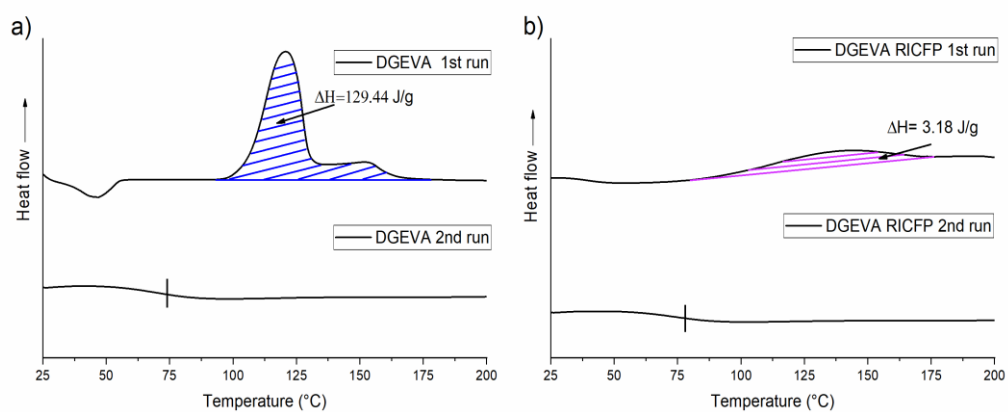 a)
DGEVA 1st run
ΔH=129.44 J/g
DGEVA 2nd run
Heat flow
25 50 75 100 125 150 175 200
Temperature (°C)
b)
DGEVA RICFP 1st run
ΔH= 3.18 J/g
DGEVA RICFP 2nd run
Heat flow
25 50 75 100 125 150 175 200
Temperature (°C)